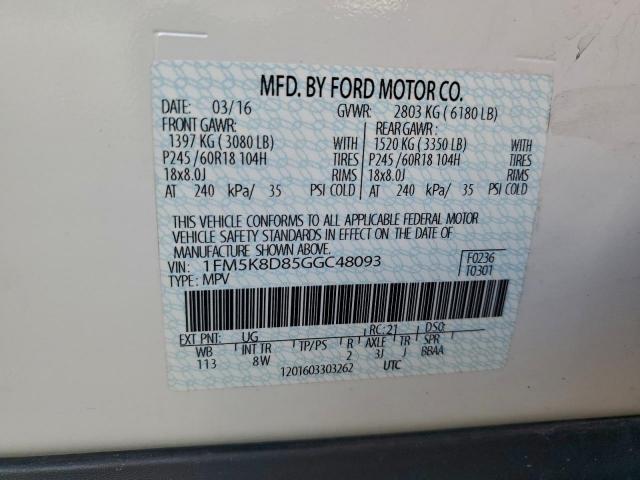 MFD. BY FORD MOTOR CO.
DATE: 03/16 GVWR: 2803 KG ( 6180 LB)
FRONT GAWR: REAR GAWR :
1397 KG ( 3080 LB) WITH 1520 KG ( 3350 LB) WITH
P245 /60R18 104H TIRES P245 /60R18 104H TIRES
18x8.0J RIMS 18x8.0J RIMS
AT 240 kPa/ 35 PSI COLD AT 240 kPa/ 35 PSI COLD
THIS VEHICLE CONFORMS TO ALL APPLICABLE FEDERAL MOTOR
VEHICLE SAFETY STANDARDS IN EFFECT ON THE DATE OF
MANUFACTURE SHOWN ABOVE.
VIN: 1FM5K8D85GGC48093 F0236
TYPE: MPV T0301
EXT PNT: UG RC: 21 DSO:
WB INT TR TP/PS R AXLE TR SPR
113 8W 2 3J J BBAA
1201603303262 UTC